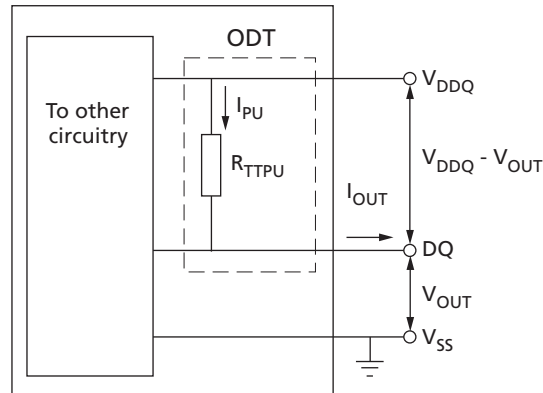 ODT
V_DDQ
To other
circuitry
I_PU
R_TTPU
V_DDQ - V_OUT
I_OUT
DQ
V_OUT
V_SS